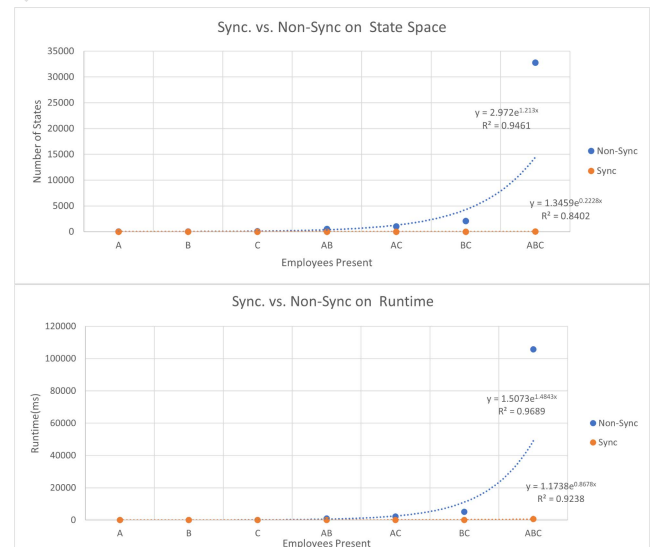 Sync. vs. Non-Sync on State Space
35000
30000
25000
20000
15000
10000
5000
0
Number of States
y = 2.972e^1.213x
R² = 0.9461
y = 1.3459e^0.2228x
R² = 0.8402
Non-Sync
Sync
A B C AB AC BC ABC
Employees Present
Sync. vs. Non-Sync on Runtime
120000
100000
80000
60000
40000
20000
0
Runtime(ms)
y = 1.5073e^1.4843x
R² = 0.9689
y = 1.1738e^0.8678x
R² = 0.9238
Non-Sync
Sync
A B C AB AC BC ABC
Employees Present